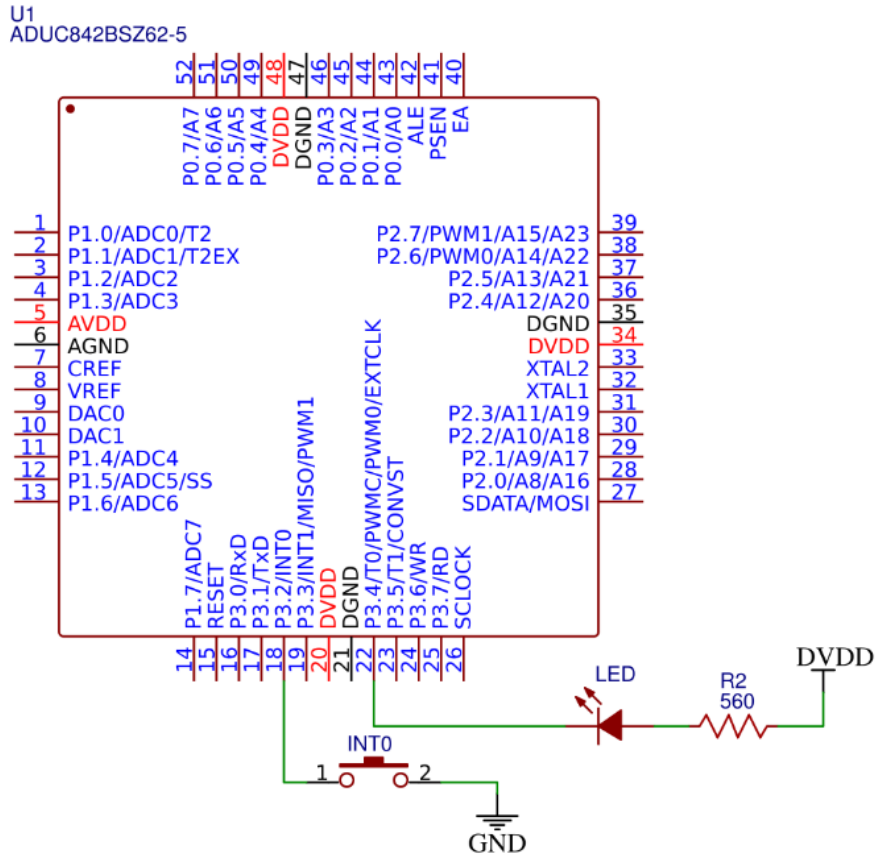 U1
ADUC842BSZ62-5
52 51 50 49 48 47 46 45 44 43 42 41 40
P0.7/A7
P0.6/A6
P0.5/A5
P0.4/A4
DVDD
DGND
P0.3/A3
P0.2/A2
P0.1/A1
P0.0/A0
ALE
PSEN
EA
1 P1.0/ADC0/T2
2 P1.1/ADC1/T2EX
3 P1.2/ADC2
4 P1.3/ADC3
5 AVDD
6 AGND
7 CREF
8 VREF
9 DAC0
10 DAC1
11 P1.4/ADC4
12 P1.5/ADC5/SS
13 P1.6/ADC6
P2.7/PWM1/A15/A23 39
P2.6/PWM0/A14/A22 38
P2.5/A13/A21 37
P2.4/A12/A20 36
DGND 35
DVDD 34
XTAL2 33
XTAL1 32
P2.3/A11/A19 31
P2.2/A10/A18 30
P2.1/A9/A17 29
P2.0/A8/A16 28
SDATA/MOSI 27
P1.7/ADC7
RESET
P3.0/RxD
P3.1/TxD
P3.2/INT0
P3.3/INT1/MISO/PWM1
DVDD
DGND
P3.4/T0/PWMC/PWM0/EXTCLK
P3.5/T1/CONVST
P3.6/WR
P3.7/RD
SCLOCK
14 15 16 17 18 19 20 21 22 23 24 25 26
LED
R2
560
DVDD
INT0
1 2
GND